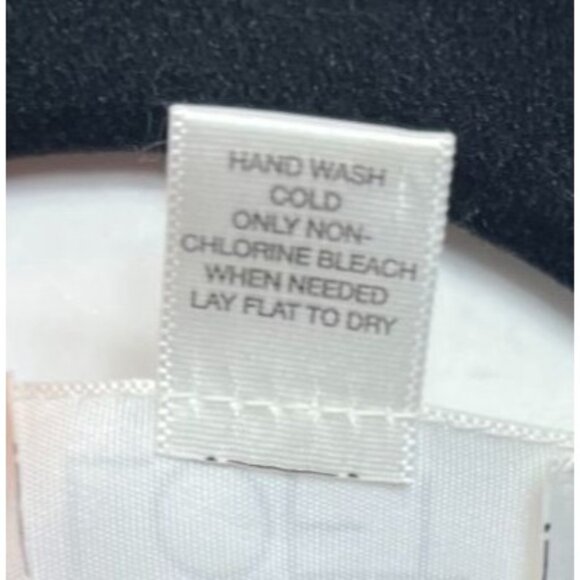 HAND WASH
COLD
ONLY NON-
CHLORINE BLEACH
WHEN NEEDED
LAY FLAT TO DRY